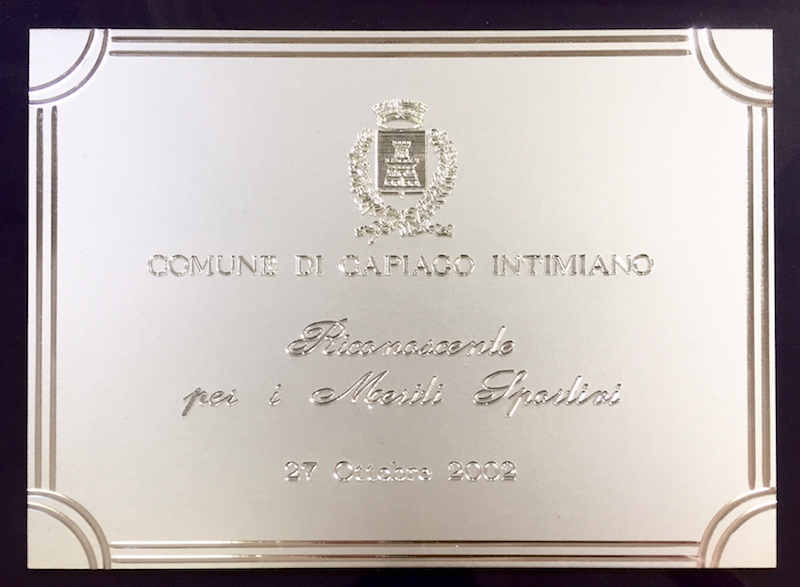 COMUNE DI CAPIAGO INTIMIANO
Riconoscente
per i Meriti Sportivi
27 Ottobre 2002